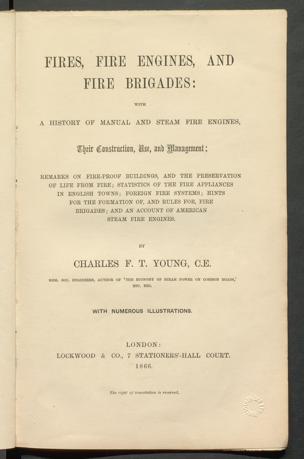 FIRES, FIRE ENGINES, AND
FIRE BRIGADES:
WITH
A HISTORY OF MANUAL AND STEAM FIRE ENGINES,
Their Construction, Use, and Management;
REMARKS ON FIRE-PROOF BUILDINGS, AND THE PRESERVATION
OF LIFE FROM FIRE; STATISTICS OF THE FIRE APPLIANCES
IN ENGLISH TOWNS; FOREIGN FIRE SYSTEMS; HINTS
FOR THE FORMATION OF, AND RULES FOR, FIRE
BRIGADES; AND AN ACCOUNT OF AMERICAN
STEAM FIRE ENGINES.
BY
CHARLES F. T. YOUNG, C.E.
MEM. SOC. ENGINEERS, AUTHOR OF 'THE ECONOMY OF STEAM POWER ON COMMON ROADS,'
ETC. ETC.
WITH NUMEROUS ILLUSTRATIONS.
LONDON:
LOCKWOOD & CO., 7 STATIONERS'-HALL COURT.
1866.
The right of translation is reserved.